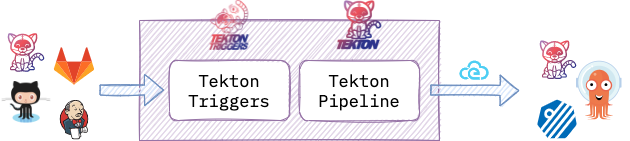 TEKTON
TRIGGERS
TEKTON
Tekton
Triggers
Tekton
Pipeline